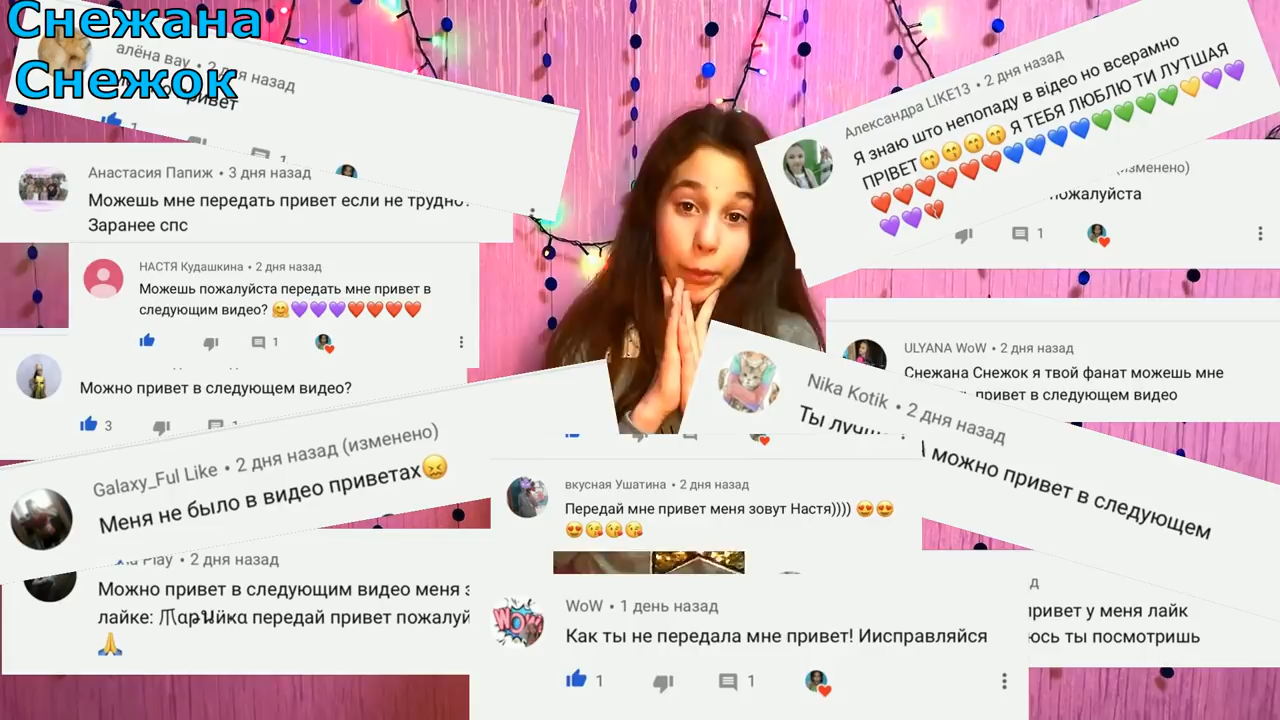 Снежана
Снежок
алёна вау • 2 дня назад
привет
1
Анастасия Папиж • 3 дня назад
Можешь мне передать привет если не трудно?
Заранее спс
НАСТЯ Кудашкина • 2 дня назад
Можешь пожалуйста передать мне привет в
следующим видео? 🤗💜💜💜❤️❤️❤️❤️
1
Можно привет в следующем видео?
3
Galaxy_Ful Like • 2 дня назад (изменено)
Меня не было в видео приветах😖
Play • 2 дня назад
Можно привет в следующим видео меня
лайке: передай привет
🙏
Александра LIKE13 • 2 дня назад
Я знаю што непопаду в відео но всерамно
ПРІВЕТ😙😙😙😙 Я ТЕБЯ ЛЮБЛЮ ТИ ЛУТШАЯ
❤️❤️❤️❤️❤️❤️💙💙💙💙💚💚💚💚💛💜💜
💜💜💔
(изменено)
пожалуйста
1
ULYANA WoW • 2 дня назад
Снежана Снежок я твой фанат можешь мне
привет в следующем видео
Nika Kotik • 2 дня назад
Ты можно привет в следующем
вкусная Ушатина • 2 дня назад
Передай мне привет меня зовут Настя)))) 😍😍
😍😘😘😘
WoW • 1 день назад
Как ты не передала мне привет! Иисправляйся
1
1
привет у меня лайк
ты посмотришь